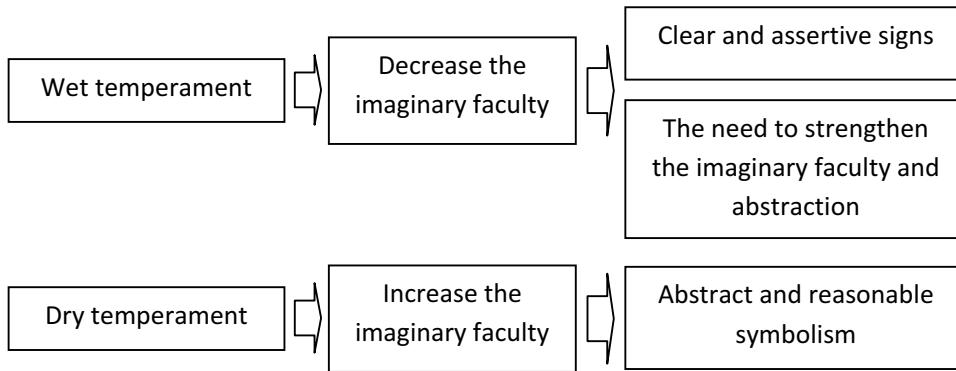 Wet temperament
Decrease the
imaginary faculty
Clear and assertive signs
The need to strengthen
the imaginary faculty and
abstraction
Dry temperament
Increase the
imaginary faculty
Abstract and reasonable
symbolism